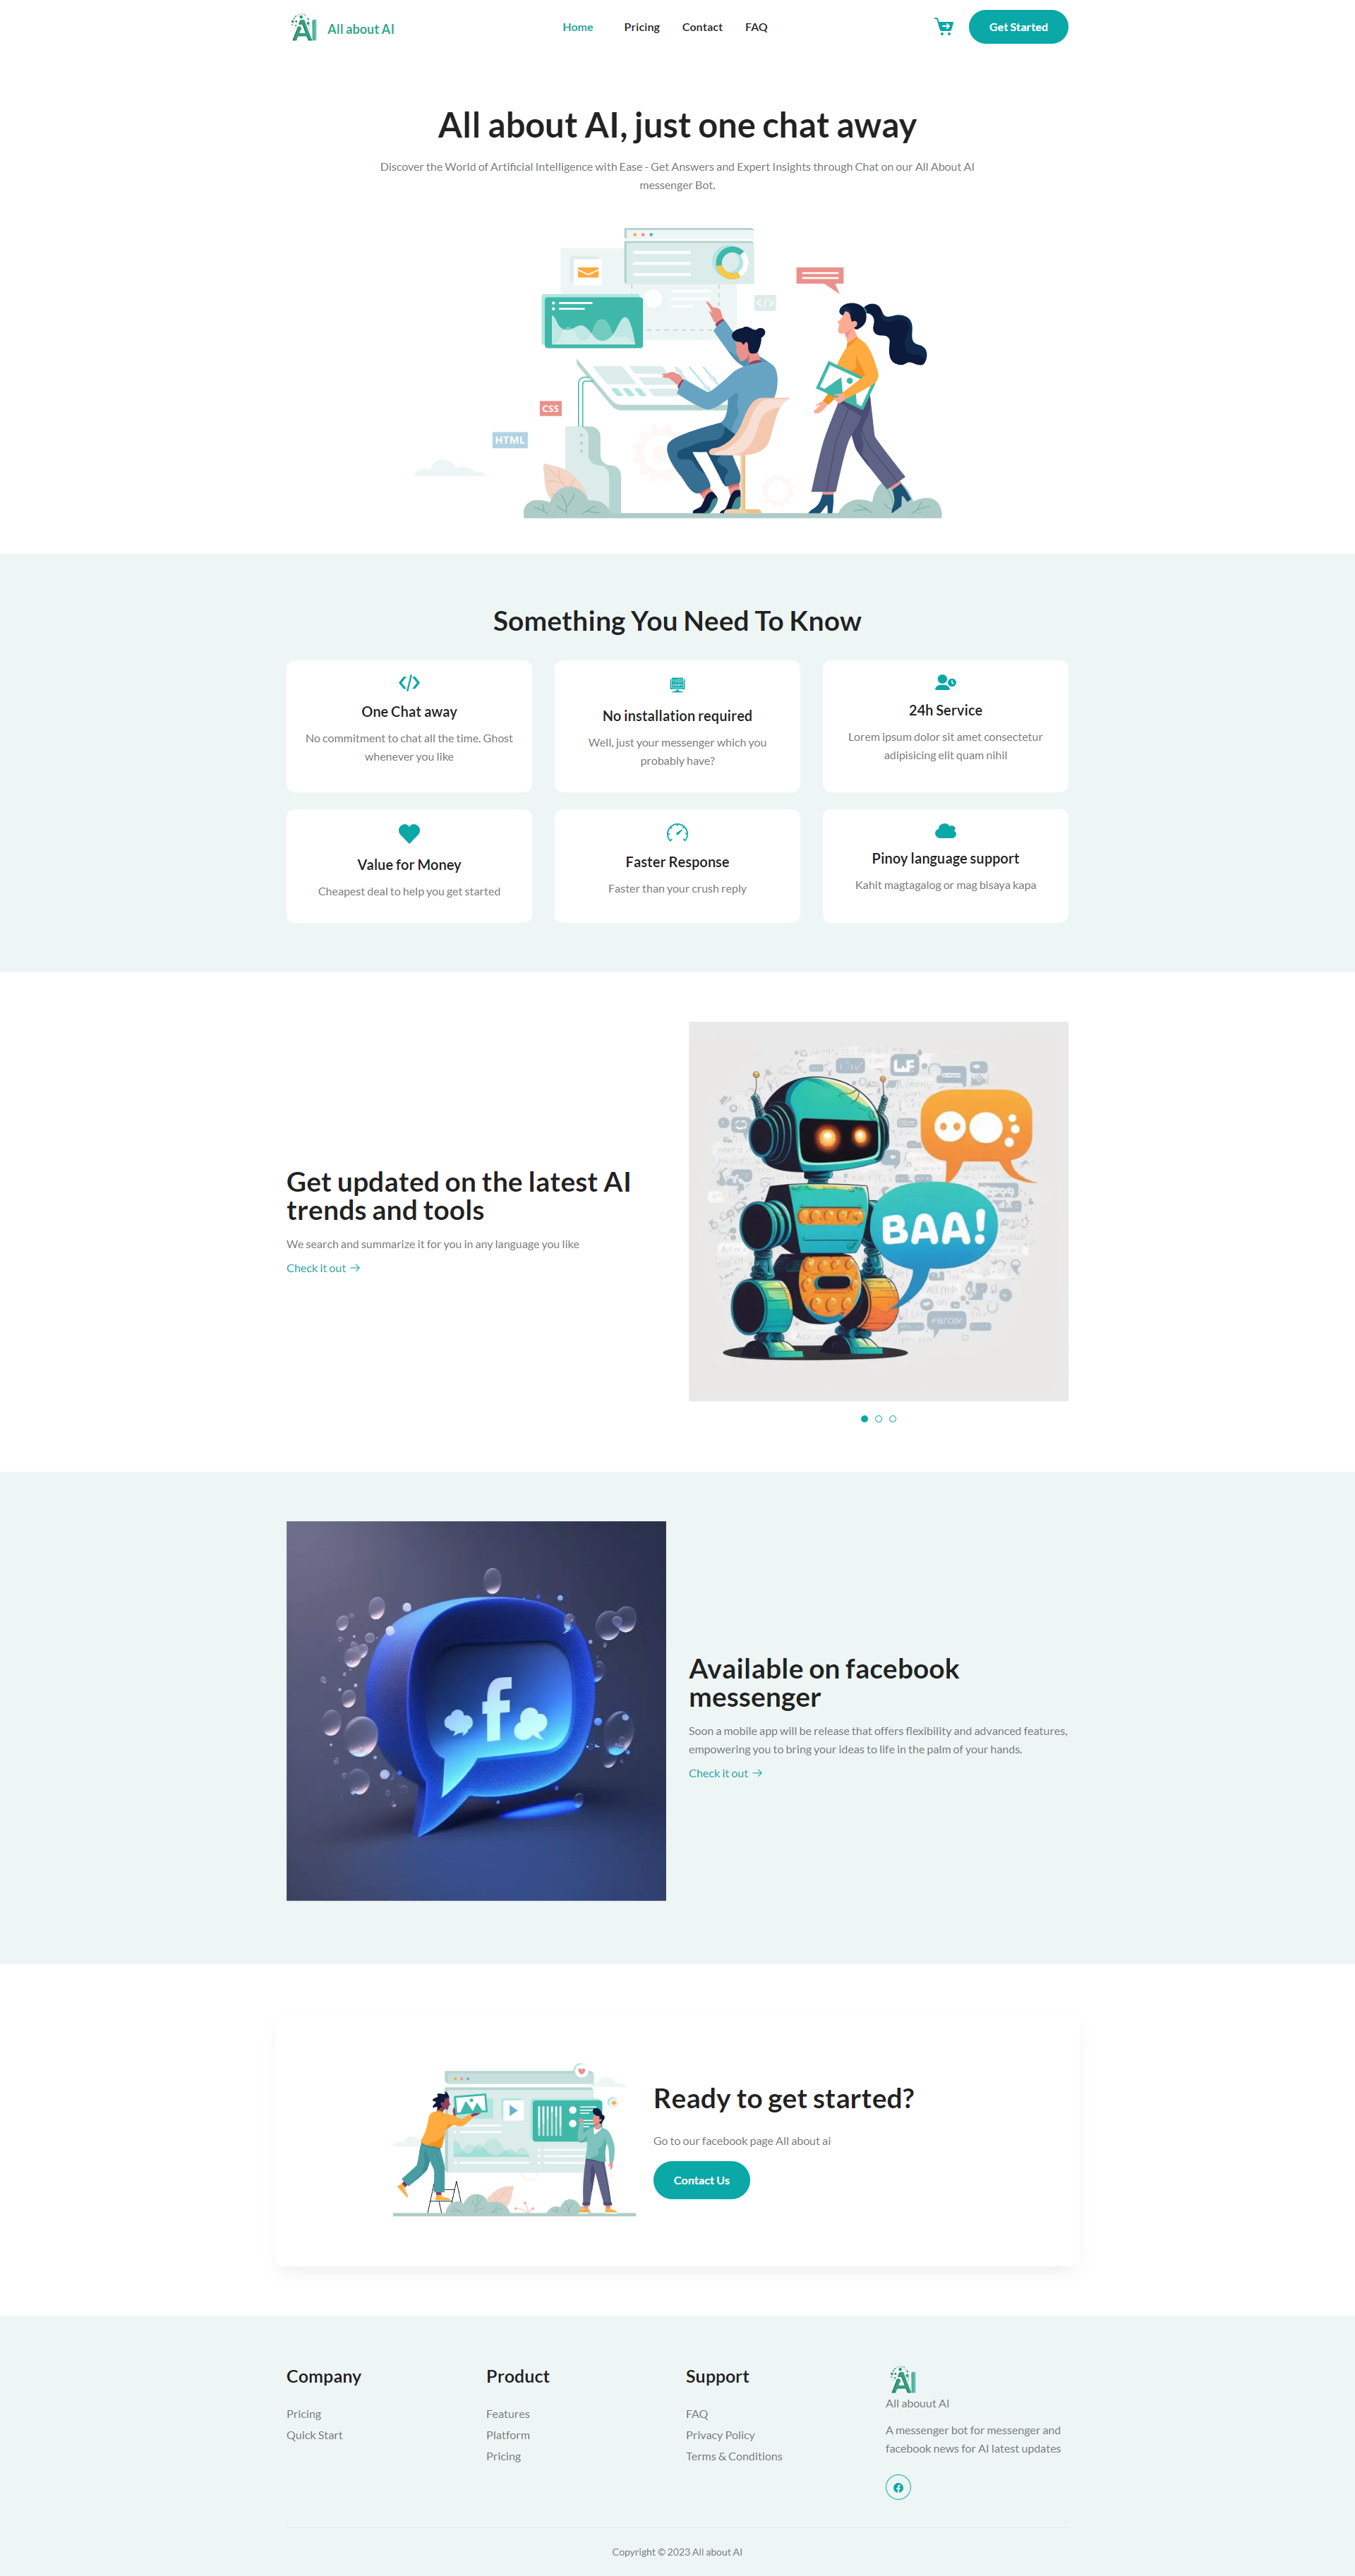 All about AI
Home Pricing Contact FAQ
Get Started
All about AI, just one chat away
Discover the World of Artificial Intelligence with Ease - Get Answers and Expert Insights through Chat on our All About AI
messenger Bot.
</>
CSS
HTML
Something You Need To Know
One Chat away
No commitment to chat all the time. Ghost
whenever you like
No installation required
Well, just your messenger which you
probably have?
24h Service
Lorem ipsum dolor sit amet consectetur
adipisicing elit quam nihil
Value for Money
Cheapest deal to help you get started
Faster Response
Faster than your crush reply
Pinoy language support
Kahit magtagalog or mag bisaya kapa
Get updated on the latest AI
trends and tools
We search and summarize it for you in any language you like
Check it out
BAA!
Available on facebook
messenger
Soon a mobile app will be release that offers flexibility and advanced features,
empowering you to bring your ideas to life in the palm of your hands.
Check it out
Ready to get started?
Go to our facebook page All about ai
Contact Us
Company
Pricing
Quick Start
Product
Features
Platform
Pricing
Support
FAQ
Privacy Policy
Terms & Conditions
AI
All abouut AI
A messenger bot for messenger and
facebook news for AI latest updates
Copyright © 2023 All about AI